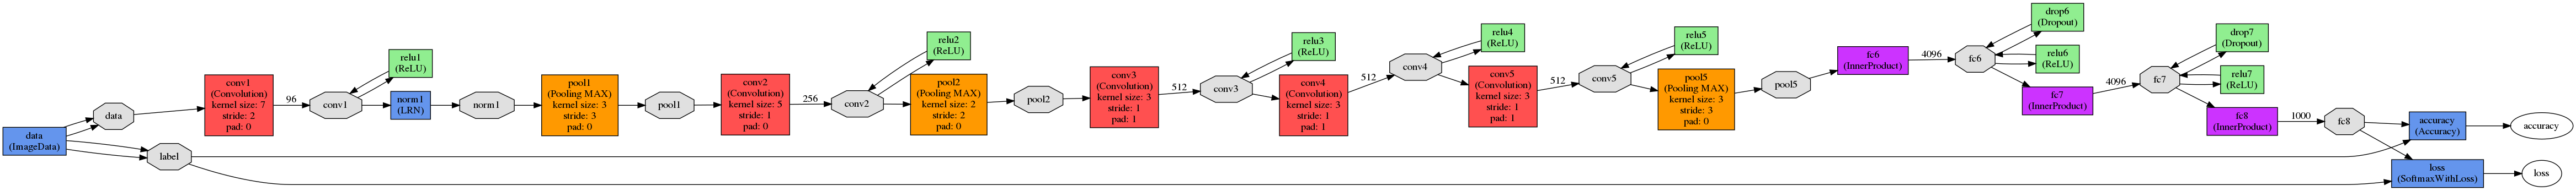 data
(ImageData)
data
label
conv1
(Convolution)
kernel size: 7
stride: 2
pad: 0
96
conv1
relu1
(ReLU)
norm1
(LRN)
norm1
pool1
(Pooling MAX)
kernel size: 3
stride: 3
pad: 0
pool1
conv2
(Convolution)
kernel size: 5
stride: 1
pad: 0
256
conv2
relu2
(ReLU)
pool2
(Pooling MAX)
kernel size: 2
stride: 2
pad: 0
pool2
conv3
(Convolution)
kernel size: 3
stride: 1
pad: 1
512
conv3
relu3
(ReLU)
conv4
(Convolution)
kernel size: 3
stride: 1
pad: 1
512
conv4
relu4
(ReLU)
conv5
(Convolution)
kernel size: 3
stride: 1
pad: 1
512
conv5
relu5
(ReLU)
pool5
(Pooling MAX)
kernel size: 3
stride: 3
pad: 0
pool5
fc6
(InnerProduct)
4096
fc6
drop6
(Dropout)
relu6
(ReLU)
fc7
(InnerProduct)
4096
fc7
drop7
(Dropout)
relu7
(ReLU)
fc8
(InnerProduct)
1000
fc8
accuracy
(Accuracy)
accuracy
loss
(SoftmaxWithLoss)
loss